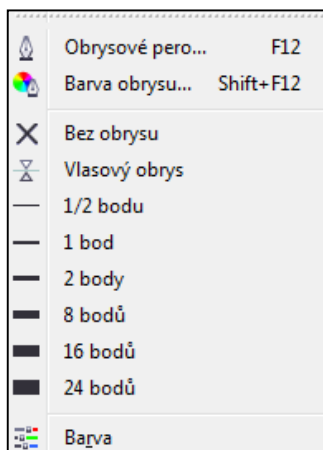 Obrysové pero... F12
Barva obrysu... Shift+F12
Bez obrysu
Vlasový obrys
1/2 bodu
1 bod
2 body
8 bodů
16 bodů
24 bodů
Barva